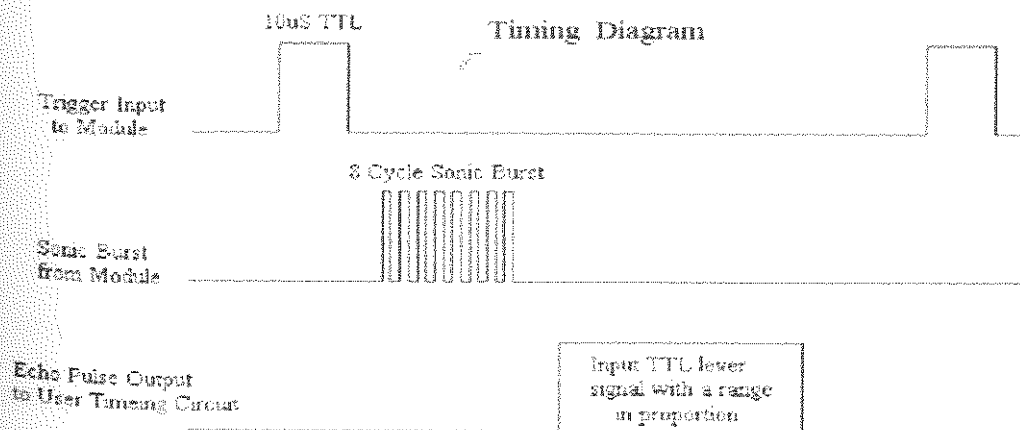 10uS TTL
Timing Diagram
Trigger Input
to Module
8 Cycle Sonic Burst
Sonic Burst
from Module
Echo Pulse Output
to User Timeing Circuit
Input TTL lever
signal with a range
in proportion